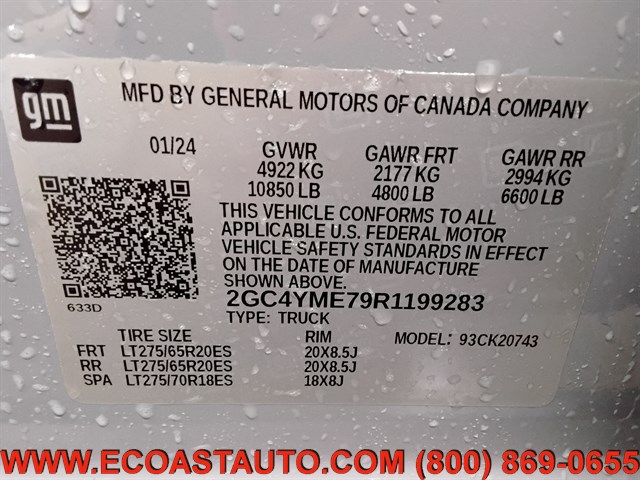 gm
MFD BY GENERAL MOTORS OF CANADA COMPANY
01/24 GVWR GAWR FRT GAWR RR
4922 KG 2177 KG 2994 KG
10850 LB 4800 LB 6600 LB
THIS VEHICLE CONFORMS TO ALL
APPLICABLE U.S. FEDERAL MOTOR
VEHICLE SAFETY STANDARDS IN EFFECT
ON THE DATE OF MANUFACTURE
SHOWN ABOVE.
633D 2GC4YME79R1199283
TYPE: TRUCK
TIRE SIZE RIM MODEL: 93CK20743
FRT LT275/65R20ES 20X8.5J
RR LT275/65R20ES 20X8.5J
SPA LT275/70R18ES 18X8J
WWW.ECOASTAUTO.COM (800) 869-0655